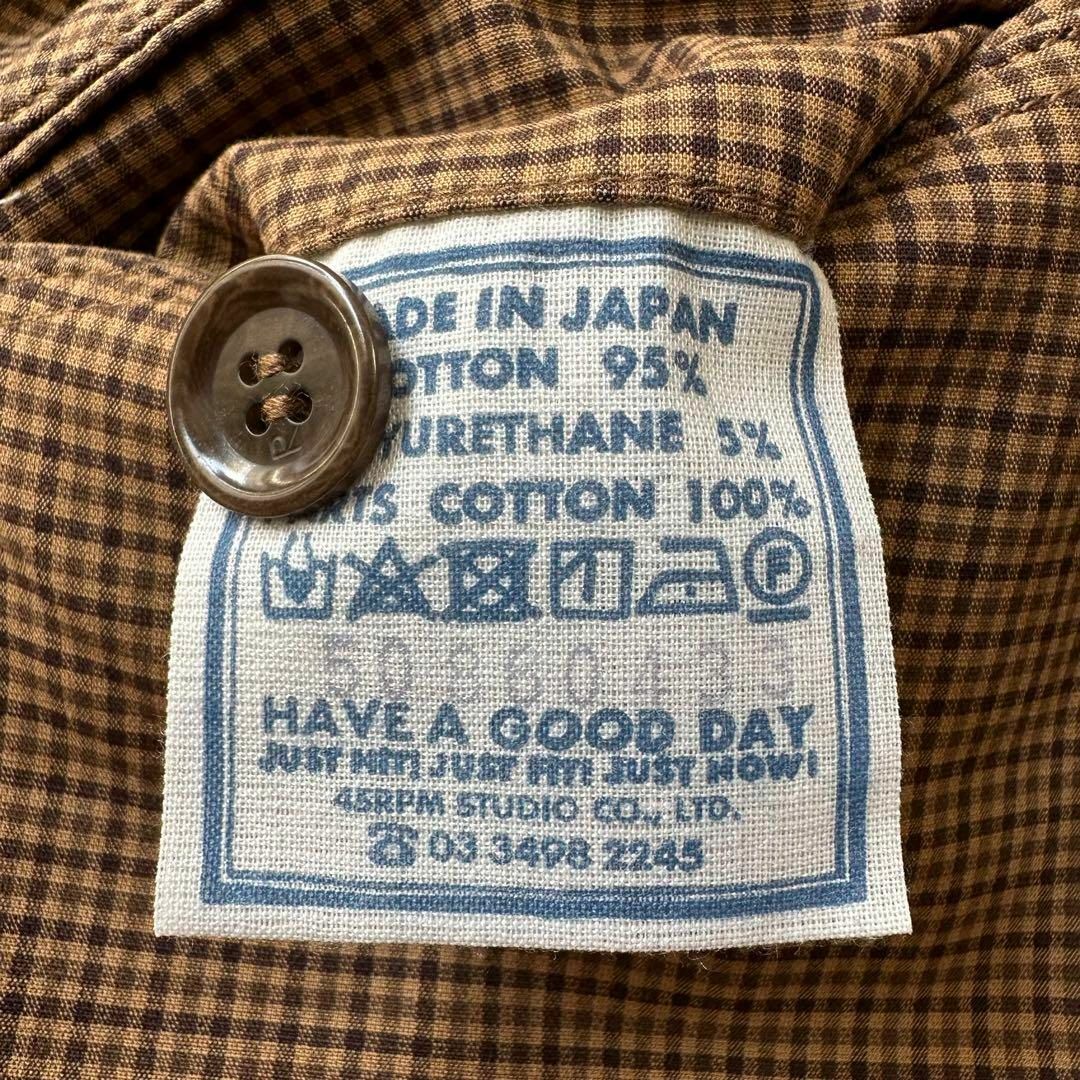 ADE IN JAPAN
OTTON 95%
YURETHANE 5%
RTS COTTON 100%
P
HAVE A GOOD DAY
JUST HIT! JUST FIT! JUST NOW!
45RPM STUDIO CO., LTD.
☎ 03 3498 2245
R